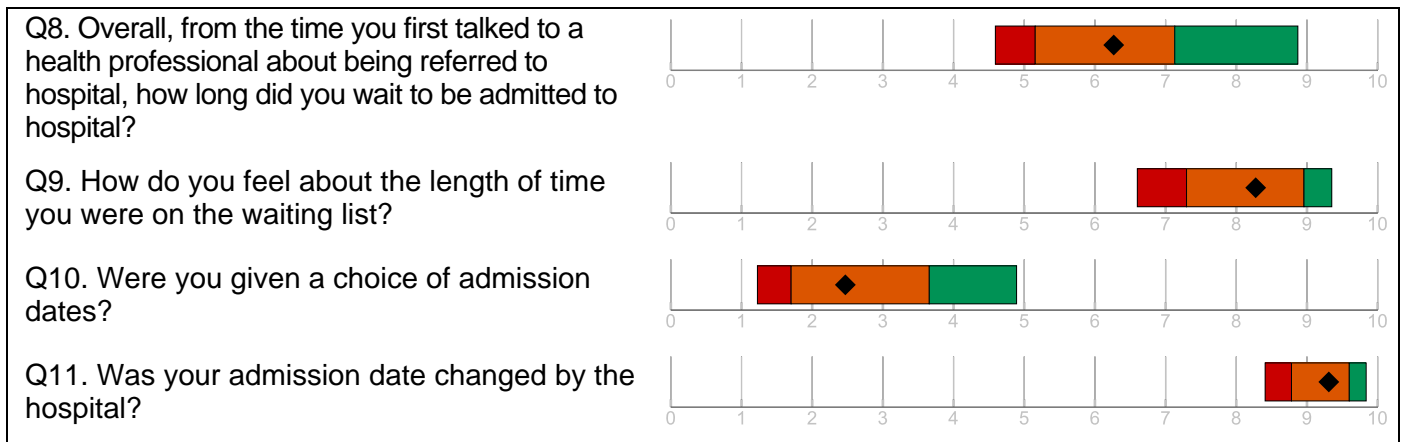 Q8. Overall, from the time you first talked to a
health professional about being referred to
hospital, how long did you wait to be admitted to
hospital?
0 1 2 3 4 5 6 7 8 9 10
Q9. How do you feel about the length of time
you were on the waiting list?
0 1 2 3 4 5 6 7 8 9 10
Q10. Were you given a choice of admission
dates?
0 1 2 3 4 5 6 7 8 9 10
Q11. Was your admission date changed by the
hospital?
0 1 2 3 4 5 6 7 8 9 10